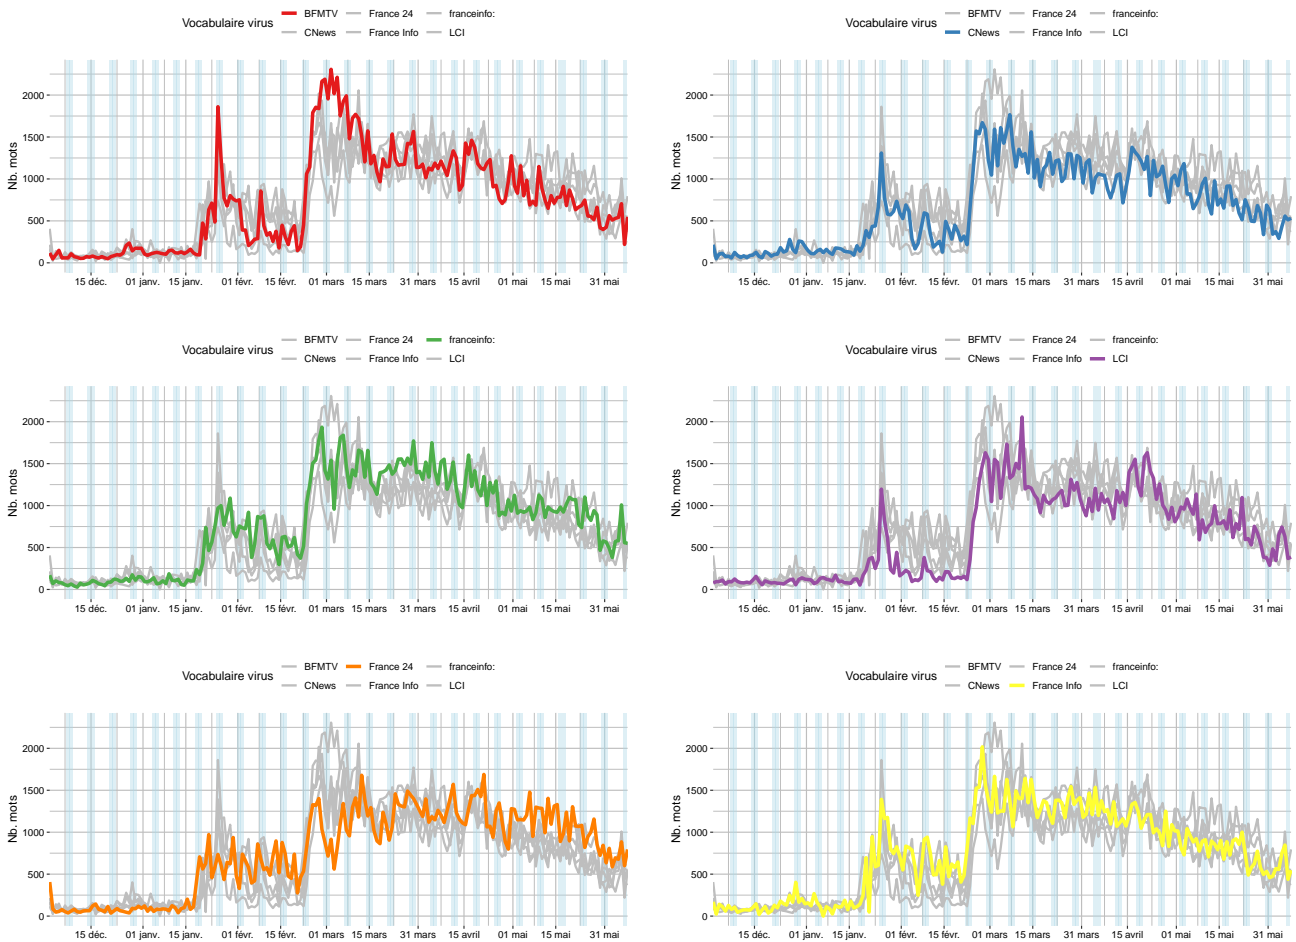 Vocabulaire virus
BFMTV France 24 franceinfo:
CNews France Info LCI
Nb. mots
2000
1500
1000
500
0
15 déc. 01 janv. 15 janv. 01 févr. 15 févr. 01 mars 15 mars 31 mars 15 avril 01 mai 15 mai 31 mai
Vocabulaire virus
BFMTV France 24 franceinfo:
CNews France Info LCI
Nb. mots
2000
1500
1000
500
0
15 déc. 01 janv. 15 janv. 01 févr. 15 févr. 01 mars 15 mars 31 mars 15 avril 01 mai 15 mai 31 mai
Vocabulaire virus
BFMTV France 24 franceinfo:
CNews France Info LCI
Nb. mots
2000
1500
1000
500
0
15 déc. 01 janv. 15 janv. 01 févr. 15 févr. 01 mars 15 mars 31 mars 15 avril 01 mai 15 mai 31 mai
Vocabulaire virus
BFMTV France 24 franceinfo:
CNews France Info LCI
Nb. mots
2000
1500
1000
500
0
15 déc. 01 janv. 15 janv. 01 févr. 15 févr. 01 mars 15 mars 31 mars 15 avril 01 mai 15 mai 31 mai
Vocabulaire virus
BFMTV France 24 franceinfo:
CNews France Info LCI
Nb. mots
2000
1500
1000
500
0
15 déc. 01 janv. 15 janv. 01 févr. 15 févr. 01 mars 15 mars 31 mars 15 avril 01 mai 15 mai 31 mai
Vocabulaire virus
BFMTV France 24 franceinfo:
CNews France Info LCI
Nb. mots
2000
1500
1000
500
0
15 déc. 01 janv. 15 janv. 01 févr. 15 févr. 01 mars 15 mars 31 mars 15 avril 01 mai 15 mai 31 mai